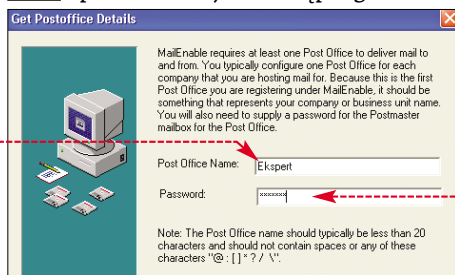 Get Postoffice Details
MailEnable requires at least one Post Office to deliver mail to
and from. You typically configure one Post Office for each
company that you are hosting mail for. Because this is the first
Post Office you are registering under MailEnable, it should be
something that represents your company or business unit name.
You will also need to supply a password for the Postmaster
mailbox for the Post Office.
Post Office Name: Ekspert
Password: xxxxxxx
Note: The Post Office name should typically be less than 20
characters and should not contain spaces or any of these
characters "@ : [ ] * ? / \".